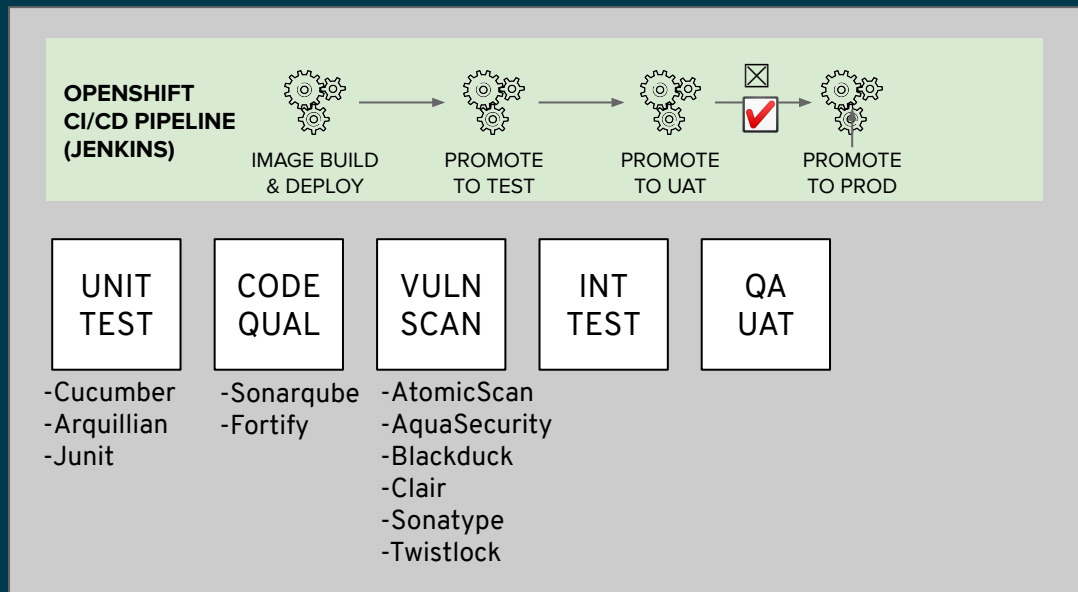 OPENSHIFT
CI/CD PIPELINE
(JENKINS)
IMAGE BUILD
& DEPLOY
PROMOTE
TO TEST
PROMOTE
TO UAT
PROMOTE
TO PROD
UNIT
TEST
CODE
QUAL
VULN
SCAN
INT
TEST
QA
UAT
-Cucumber
-Arquillian
-Junit
-Sonarqube
-Fortify
-AtomicScan
-AquaSecurity
-Blackduck
-Clair
-Sonatype
-Twistlock